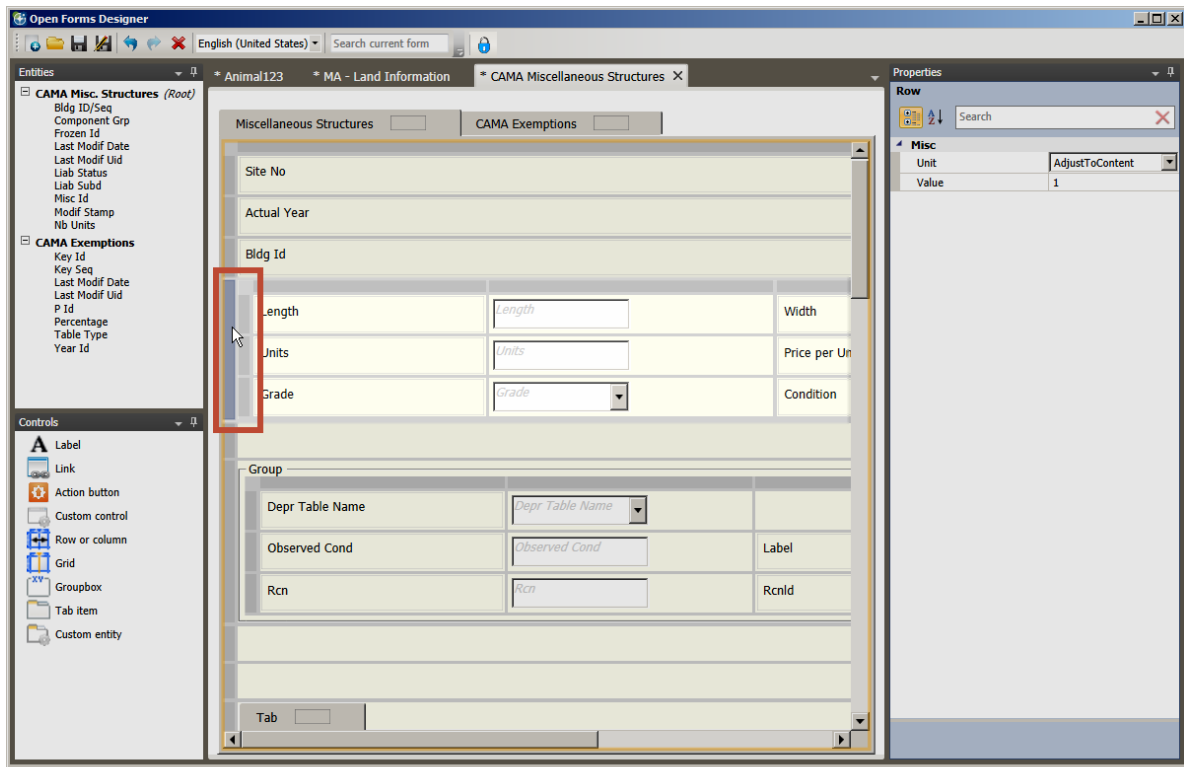 Open Forms Designer
English (United States) Search current form
Entities
CAMA Misc. Structures (Root)
Bldg ID/Seq
Component Grp
Frozen Id
Last Modif Date
Last Modif Uid
Liab Status
Liab Subd
Misc Id
Modif Stamp
Nb Units
CAMA Exemptions
Key Id
Key Seq
Last Modif Date
Last Modif Uid
P Id
Percentage
Table Type
Year Id
Controls
A Label
Link
Action button
Custom control
Row or column
Grid
XY Groupbox
Tab item
Custom entity
* Animal123 * MA - Land Information * CAMA Miscellaneous Structures
Miscellaneous Structures CAMA Exemptions
Site No
Actual Year
Bldg Id
Length Length Width
Units Units Price per Un
Grade Grade Condition
Group
Depr Table Name Depr Table Name
Observed Cond Observed Cond Label
Rcn Rcn Rcnld
Tab
Properties
Row
A Z Search
Misc
Unit AdjustToContent
Value 1